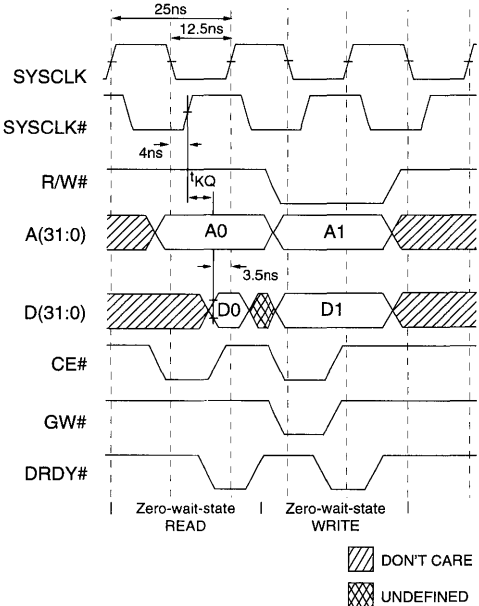 25ns
12.5ns
SYSCLK
SYSCLK#
4ns
R/W#
tKQ
A(31:0)
A0
A1
3.5ns
D(31:0)
D0
D1
CE#
GW#
DRDY#
Zero-wait-state
READ
Zero-wait-state
WRITE
DON'T CARE
UNDEFINED